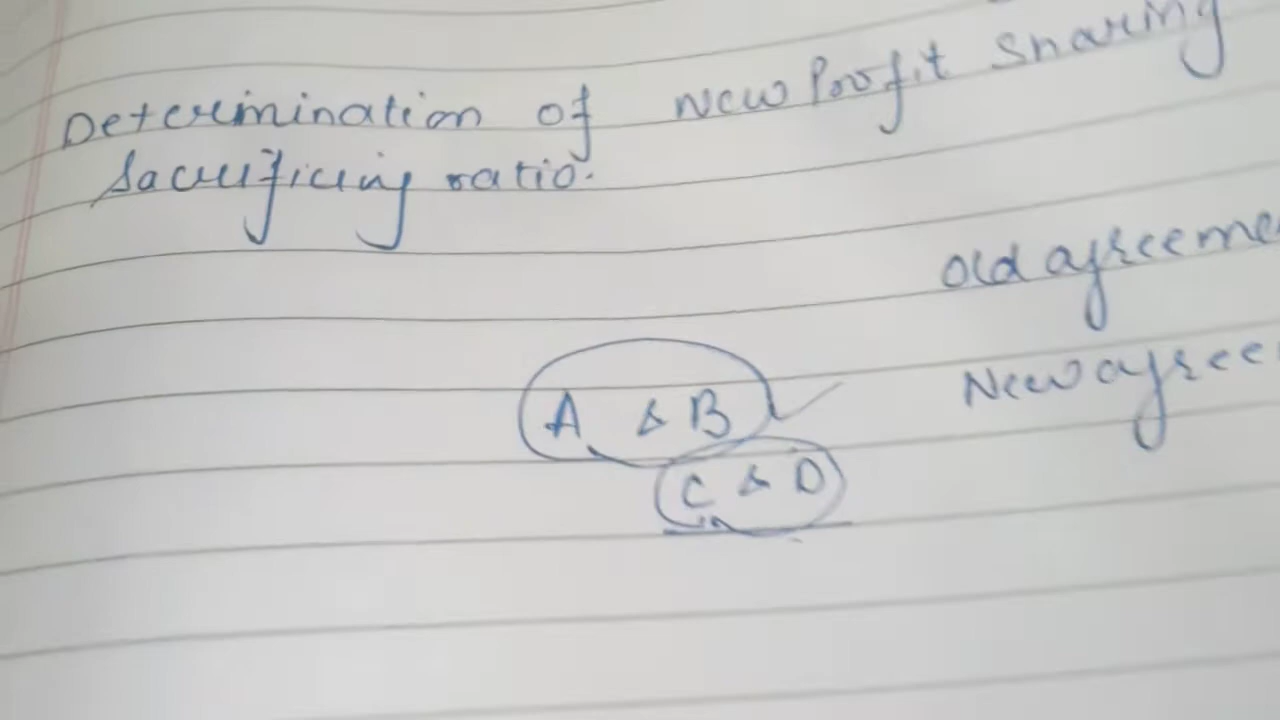 Determination of New Profit Sharing
Sacrificing ratio.
Old agreeme
New agree
A & B
C & D